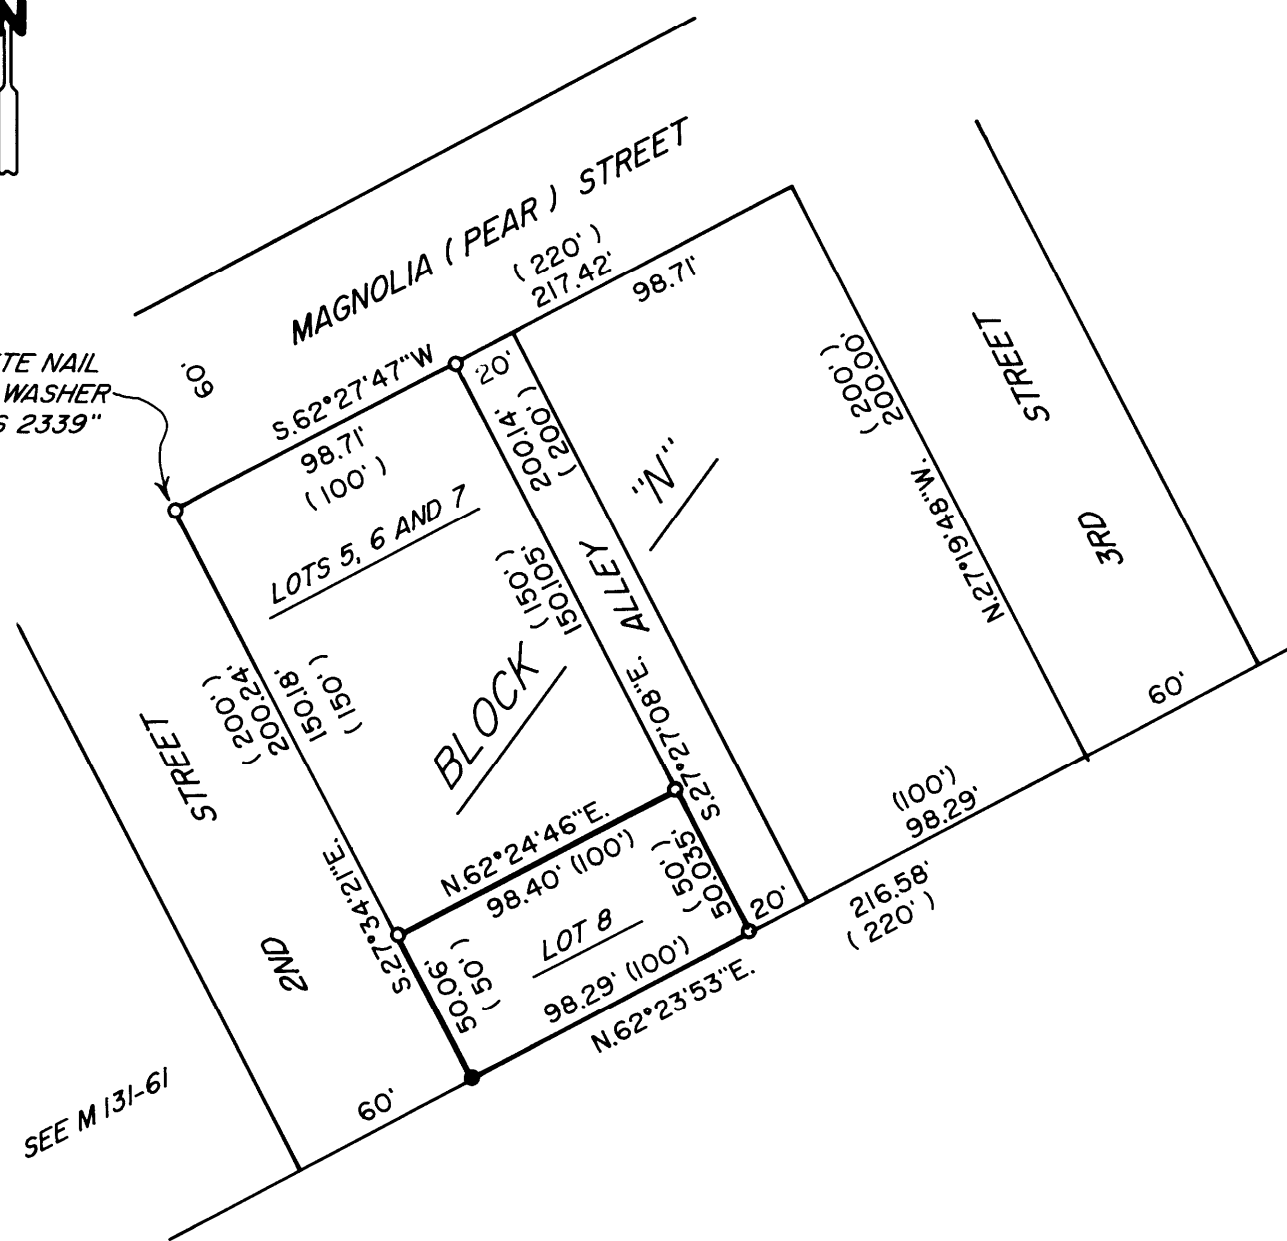 N
MAGNOLIA ( PEAR ) STREET
( 220' )
217.42'
98.71'
NAIL
WASHER
2339"
60'
S.62°27'47"W
20'
98.71'
( 100' )
200.14'
( 200' )
( 200' )
200.00'
STREET
"N"
LOTS 5, 6 AND 7
( 150' )
150.105'
ALLEY
N.27°19'48"W.
3RD
( 200' )
200.24'
150.18'
( 150' )
BLOCK
S.27°27'08"E.
60'
STREET
N.62°24'46"E.
98.40' (100')
( 50' )
50.035'
(100')
98.29'
S.27°34'21"E.
20'
216.58'
( 220' )
LOT 8
2ND
50.06'
( 50' )
98.29' (100')
N.62°23'53"E.
60'
SEE M 131-61